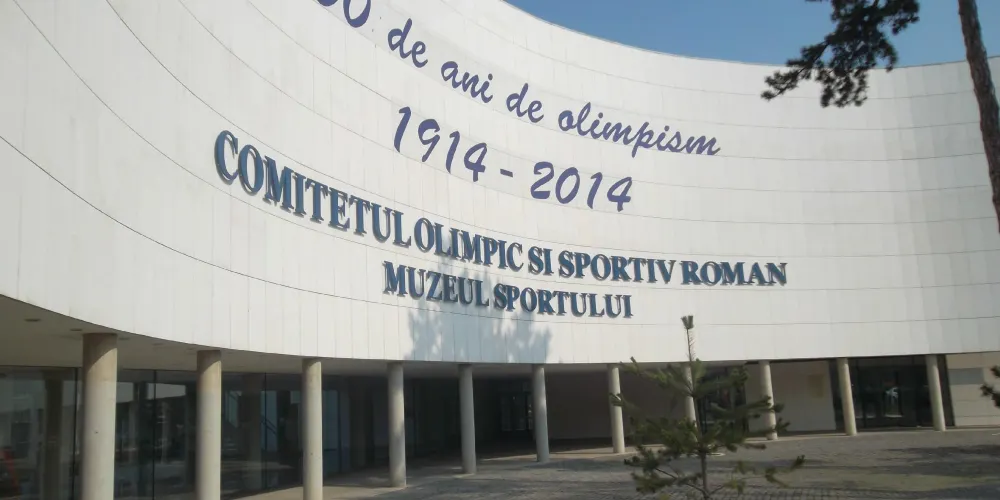 de ani de olimpism
1914 - 2014
COMITETUL OLIMPIC SI SPORTIV ROMAN
MUZEUL SPORTULUI